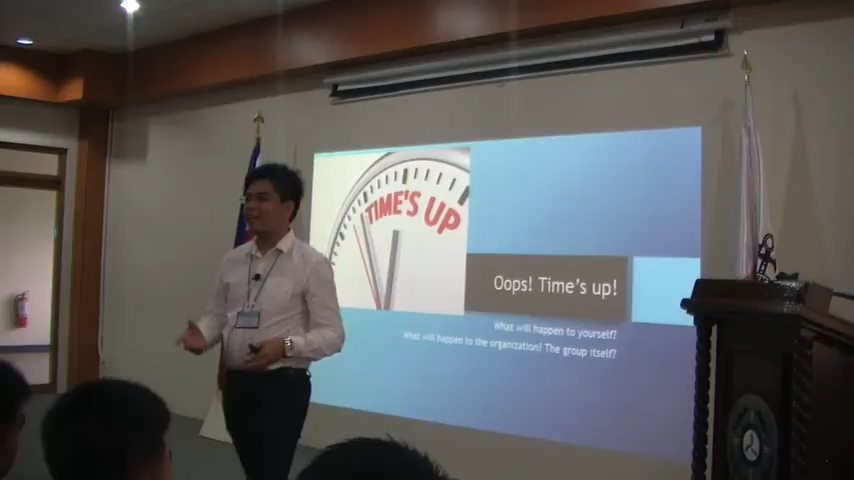 TIME'S UP
Oops! Time's up!
What will happen to yourself?
What will happen to the organization? The group itself?